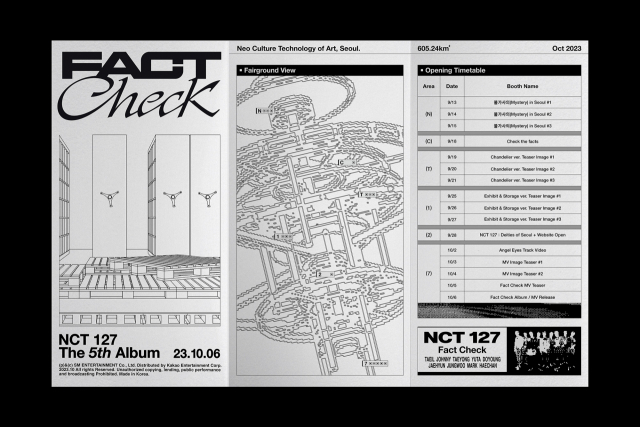 FACT
Check
NCT 127
The 5th Album 23.10.06
(p)&(c) SM ENTERTAINMENT Co., Ltd. Distributed by Kakao Entertainment Corp.
2023.10 All rights Reserved. Unauthorized copying, lending, public performance
and broadcasting Prohibited. Made in Korea.
Neo Culture Technology of Art, Seoul.
• Fairground View
[N
[C
[T
[1
[2
[7
605.24km² Oct 2023
• Opening Timetable
Area Date Booth Name
(N)
9/13 불가사의(Mystery) in Seoul #1
9/14 불가사의(Mystery) in Seoul #2
9/15 불가사의(Mystery) in Seoul #3
(C) 9/18 Check the facts
(T)
9/19 Chandelier ver. Teaser Image #1
9/20 Chandelier ver. Teaser Image #2
9/21 Chandelier ver. Teaser Image #3
(1)
9/25 Exhibit & Storage ver. Teaser Image #1
9/26 Exhibit & Storage ver. Teaser Image #2
9/27 Exhibit & Storage ver. Teaser Image #3
(2) 9/28 NCT 127 : Deities of Seoul + Website Open
(7)
10/2 Angel Eyes Track Video
10/3 MV Image Teaser #1
10/4 MV Image Teaser #2
10/5 Fact Check MV Teaser
10/6 Fact Check Album / MV Release
NCT 127
Fact Check
TAEIL JOHNNY TAEYONG YUTA DOYOUNG
JAEHYUN JUNGWOO MARK HAECHAN